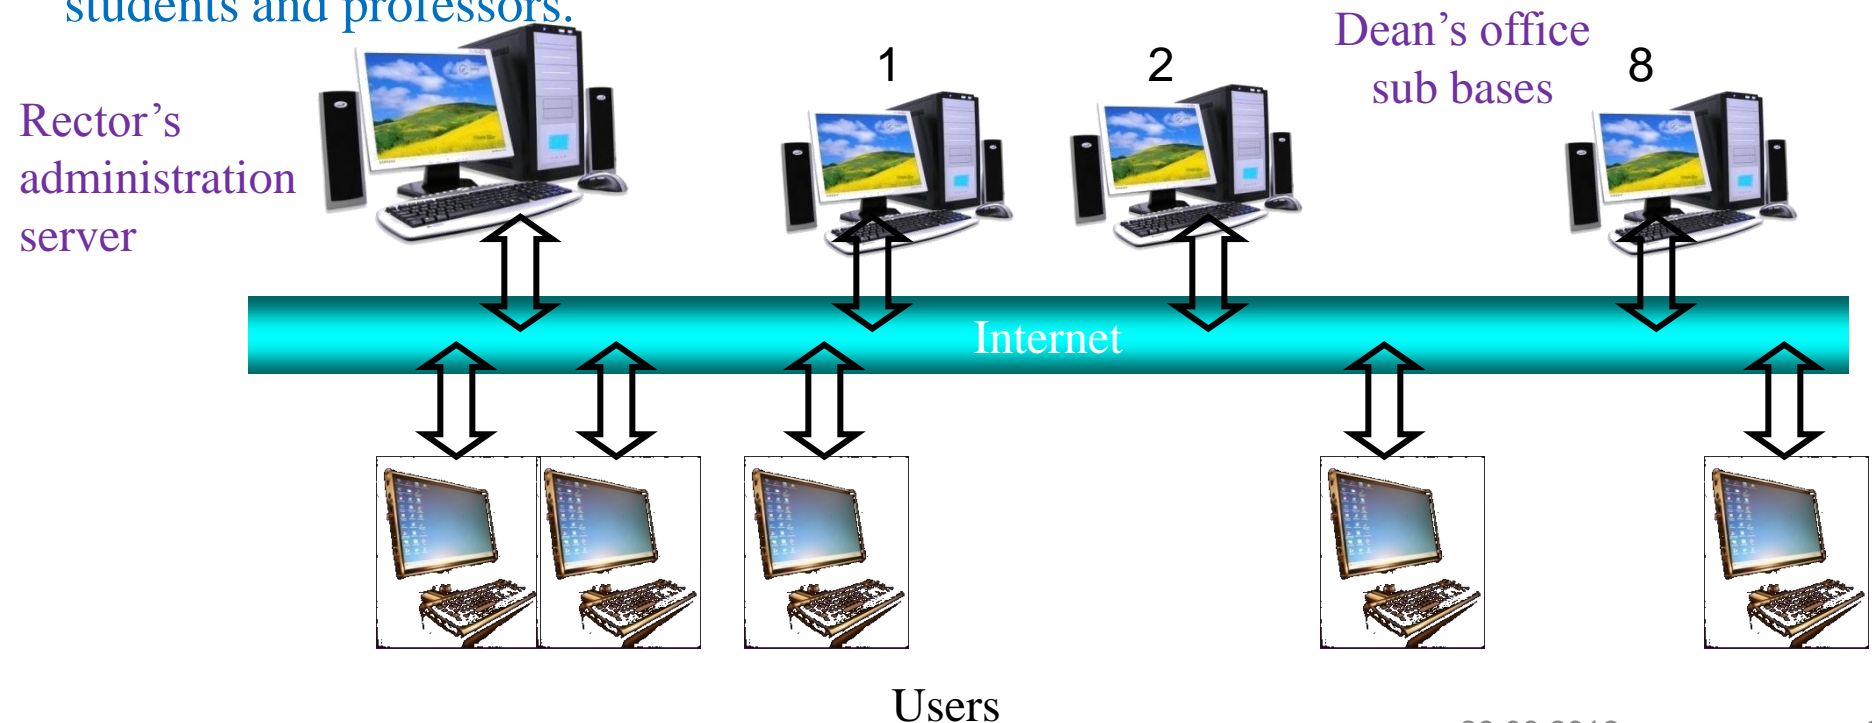 students and professors.
Rector’s
administration
server
1
2
Dean’s office
sub bases
8
Internet
Users